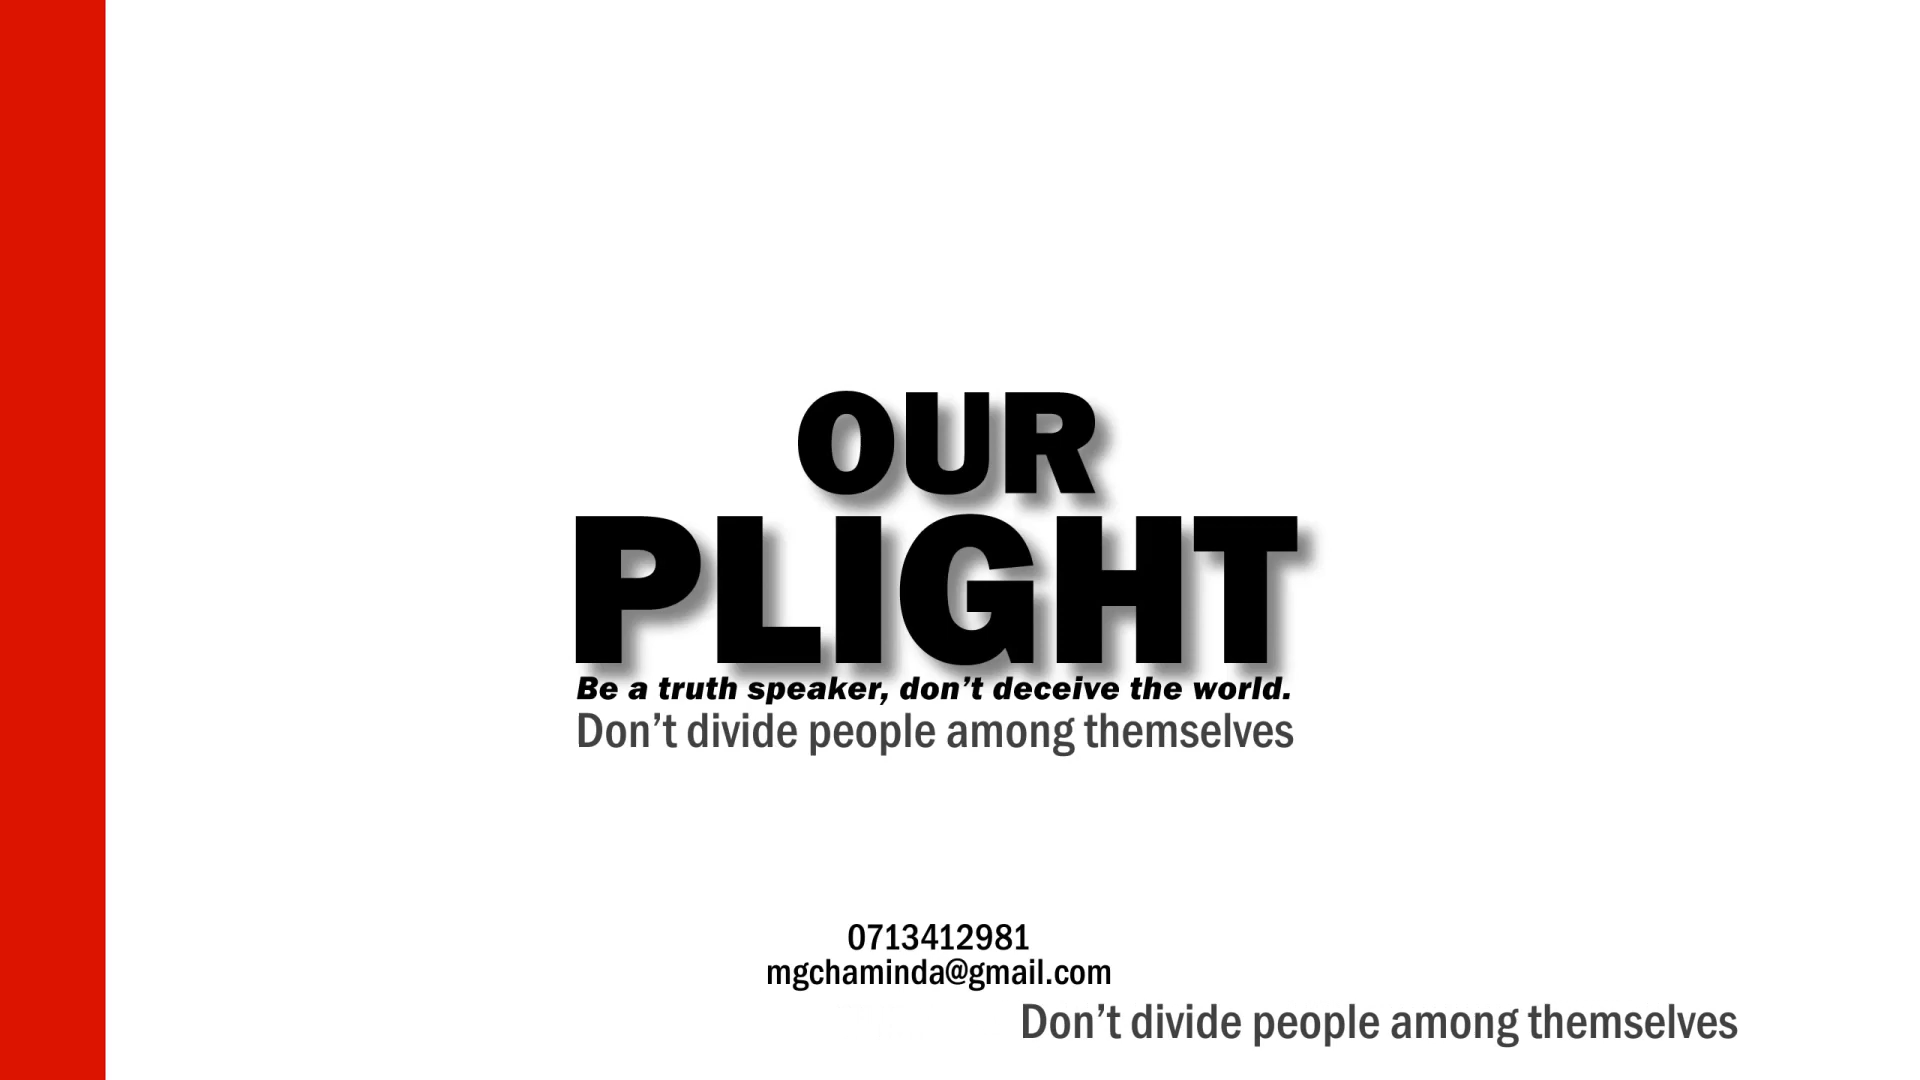 OUR
PLIGHT
Be a truth speaker, don’t deceive the world.
Don’t divide people among themselves
0713412981
mgchaminda@gmail.com
Don’t divide people among themselves